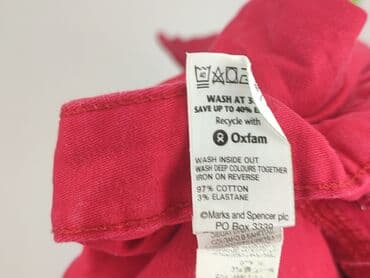 WASH AT 3
SAVE UP TO 40% E
Recycle with
Oxfam
WASH INSIDE OUT
WASH DEEP COLOURS TOGETHER
IRON ON REVERSE
97% COTTON
3% ELASTANE
©Marks and Spencer plc
PO Box 3339